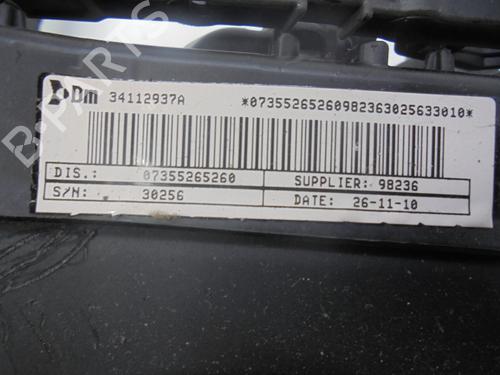 Dm 34112937A *07355265260982363025633010*
DIS.: 07355265260 SUPPLIER: 98236
S/N: 30256 DATE: 26-11-10
B-PARTS